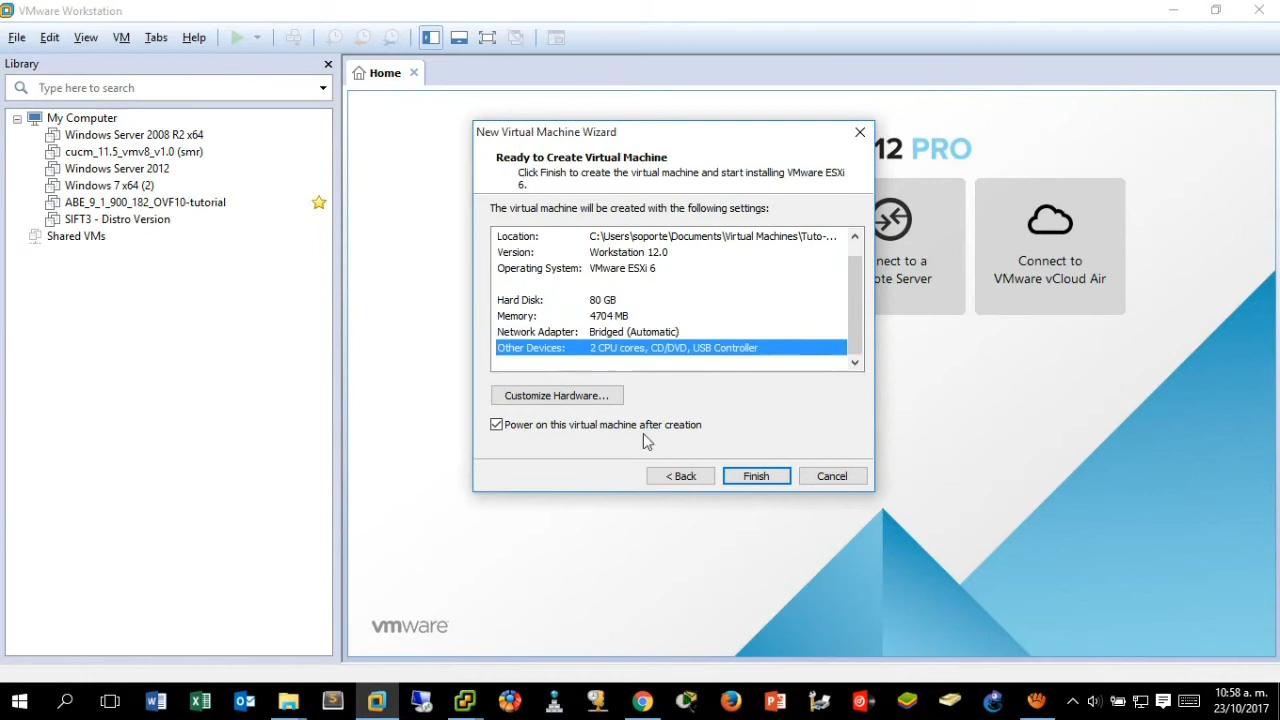 VMware Workstation
File Edit View VM Tabs Help
Library
Type here to search
My Computer
Windows Server 2008 R2 x64
cucm_11.5_vmv8_v1.0 (smr)
Windows Server 2012
Windows 7 x64 (2)
ABE_9_1_900_182_OVF10-tutorial
SIFT3 - Distro Version
Shared VMs
Home
12 PRO
New Virtual Machine Wizard
Ready to Create Virtual Machine
Click Finish to create the virtual machine and start installing VMware ESXi
6.
The virtual machine will be created with the following settings:
Location: C:\Users\soporte\Documents\Virtual Machines\Tuto-...
Version: Workstation 12.0
Operating System: VMware ESXi 6
Hard Disk: 80 GB
Memory: 4704 MB
Network Adapter: Bridged (Automatic)
Other Devices: 2 CPU cores, CD/DVD, USB Controller
Customize Hardware...
Power on this virtual machine after creation
< Back Finish Cancel
nect to a
ote Server
Connect to
VMware vCloud Air
vmware
10:58 a. m.
23/10/2017